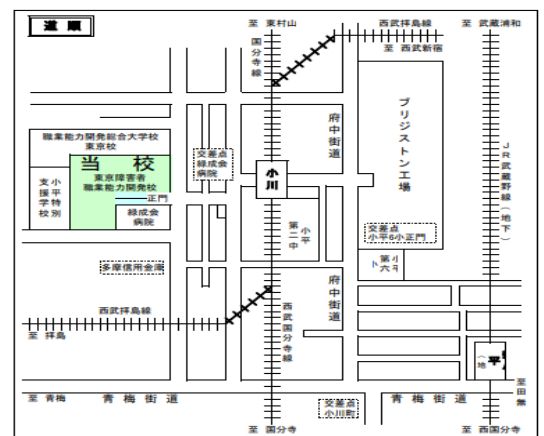 道順
至 東村山
西武拝島線
至 武蔵浦和
国分寺線
至 西武新宿
府中街道
ブリジストン工場
JR武蔵野線(地下)
職業能力開発総合大学校
東京校
当校
東京障害者
職業能力開発校
正門
小平特別
支援学校
緑成会
病院
交差点
緑成会
病院
小川
小平
第二中
交差点
小平6小正門
小平
第六小
多摩信用金庫
西武拝島線
至 拝島
西武国分寺線
府中街道
平
(地
至 青梅
青梅街道
交差点
小川町
青梅街道
至田無
至 国分寺
至 西国分寺